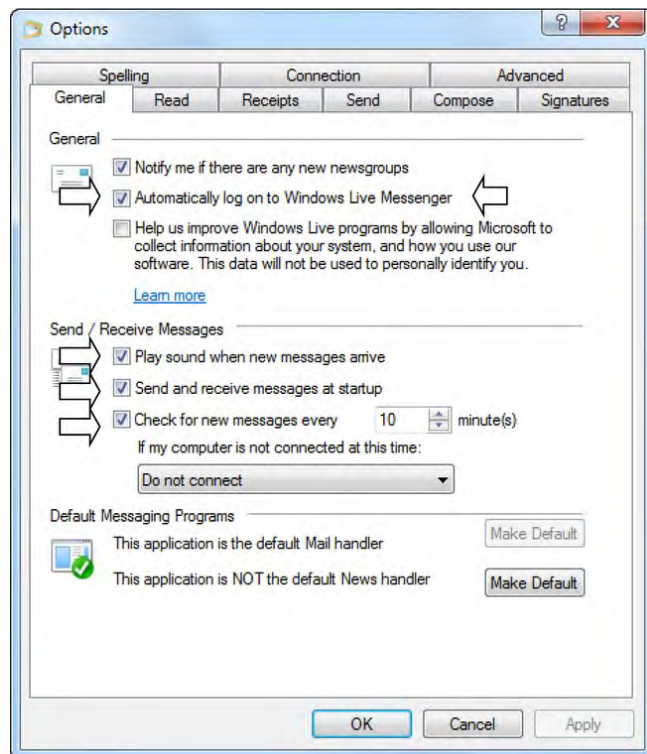 Options
Spelling Connection Advanced
General Read Receipts Send Compose Signatures
General
Notify me if there are any new newsgroups
Automatically log on to Windows Live Messenger
Help us improve Windows Live programs by allowing Microsoft to
collect information about your system, and how you use our
software. This data will not be used to personally identify you.
Learn more
Send / Receive Messages
Play sound when new messages arrive
Send and receive messages at startup
Check for new messages every 10 minute(s)
If my computer is not connected at this time:
Do not connect
Default Messaging Programs
This application is the default Mail handler Make Default
This application is NOT the default News handler Make Default
OK Cancel Apply